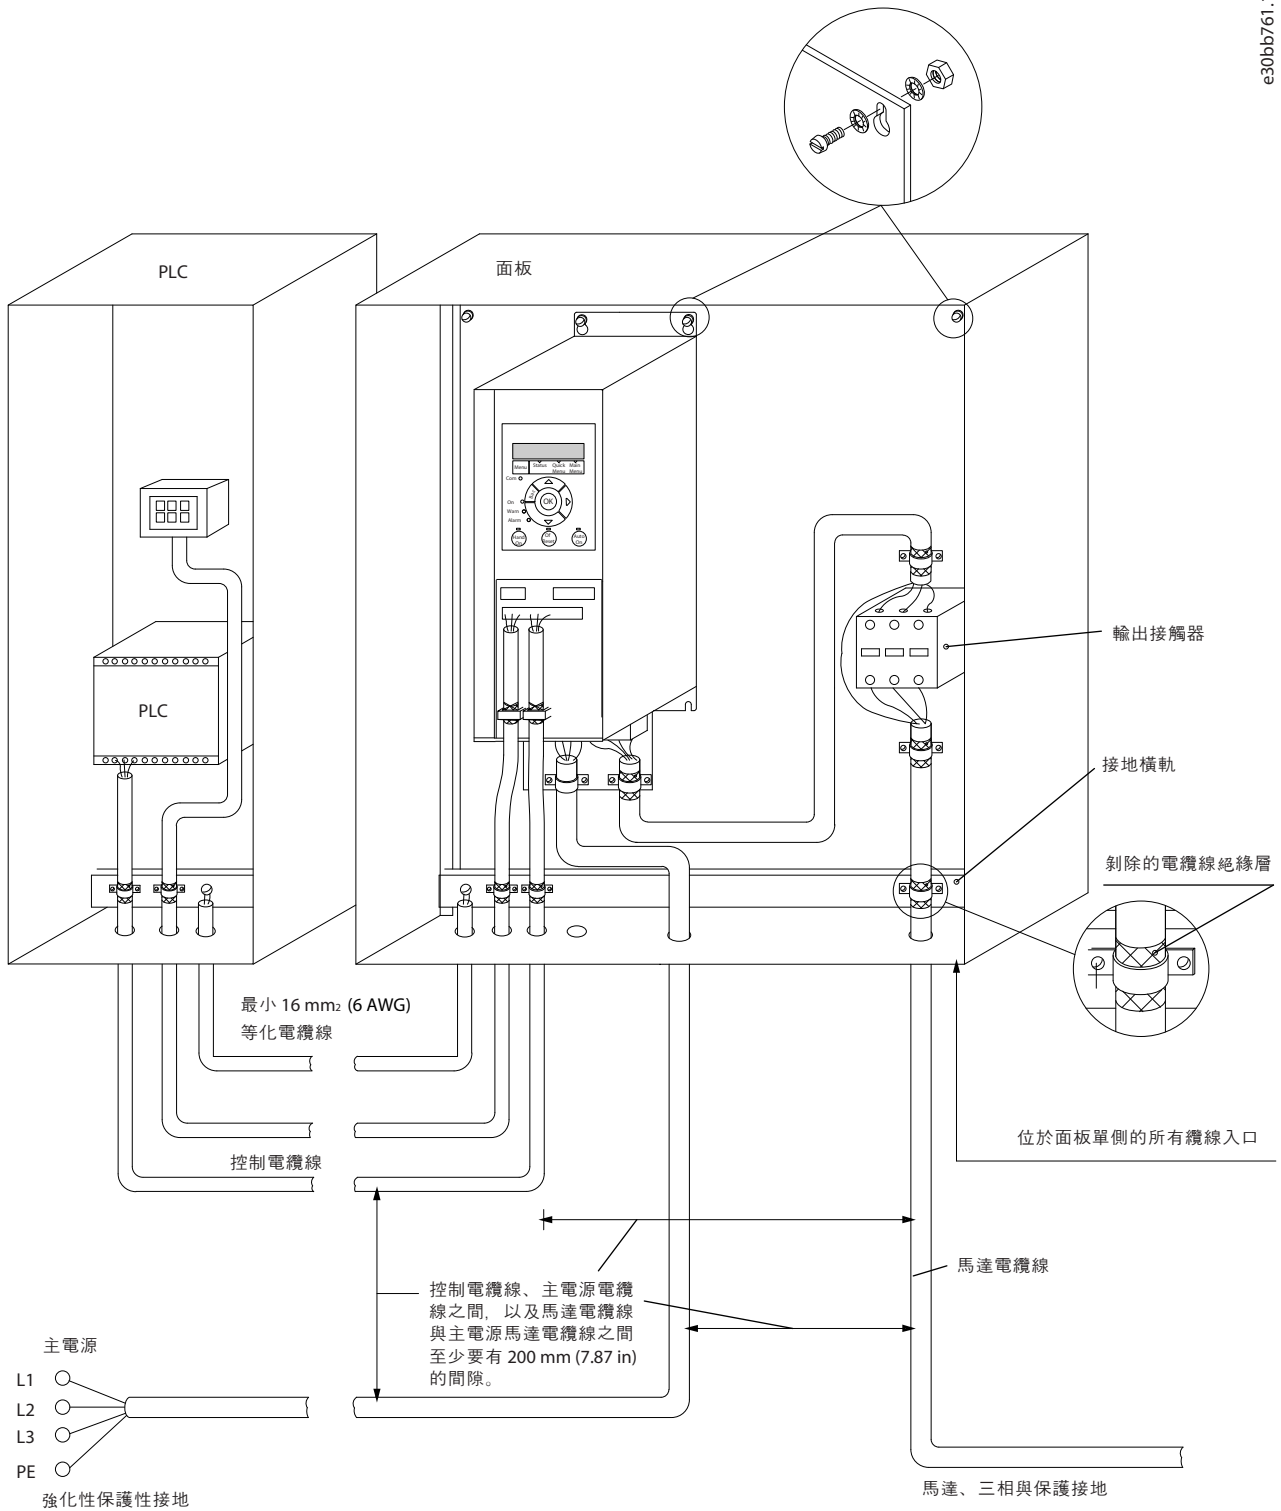 e30bb761.
PLC
面板
Menu
Status
Quick Menu
Main Menu
Com
Back
OK
On
Warn
Alarm
Hand On
Off Reset
Auto On
PLC
輸出接觸器
接地橫軌
剝除的電纜線絕緣層
最小 16 mm2 (6 AWG)
等化電纜線
控制電纜線
位於面板單側的所有纜線入口
馬達電纜線
控制電纜線、主電源電纜
線之間，以及馬達電纜線
與主電源馬達電纜線之間
至少要有 200 mm (7.87 in)
的間隙。
主電源
L1
L2
L3
PE
強化性保護性接地
馬達、三相與保護接地